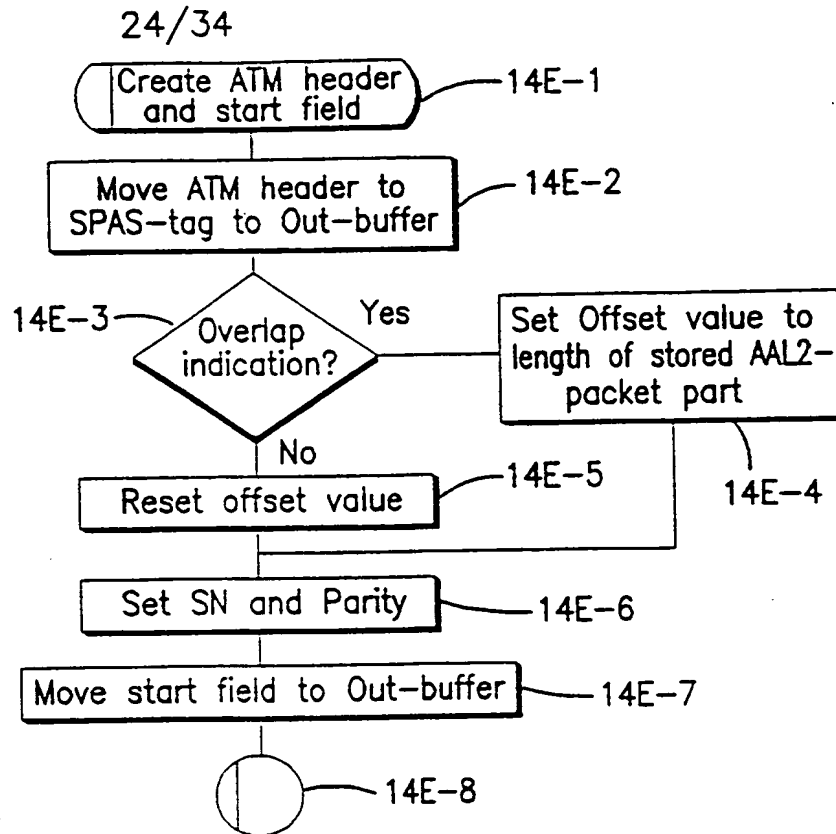 24/34
Create ATM header
and start field
14E-1
Move ATM header to
SPAS-tag to Out-buffer
14E-2
14E-3
Overlap
indication?
Yes
Set Offset value to
length of stored AAL2-
packet part
14E-4
No
Reset offset value
14E-5
Set SN and Parity
14E-6
Move start field to Out-buffer
14E-7
14E-8